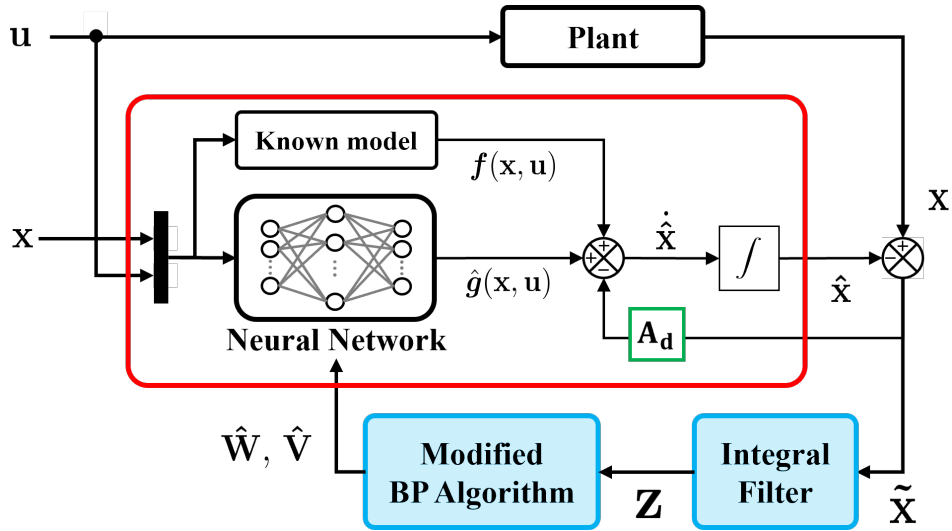 u
Plant
Known model
f(x, u)
x
x
ẋ̂
∫
ĝ(x, u)
x̂
Neural Network
A_d
Ŵ, V̂
Modified
BP Algorithm
Z
Integral
Filter
x̃